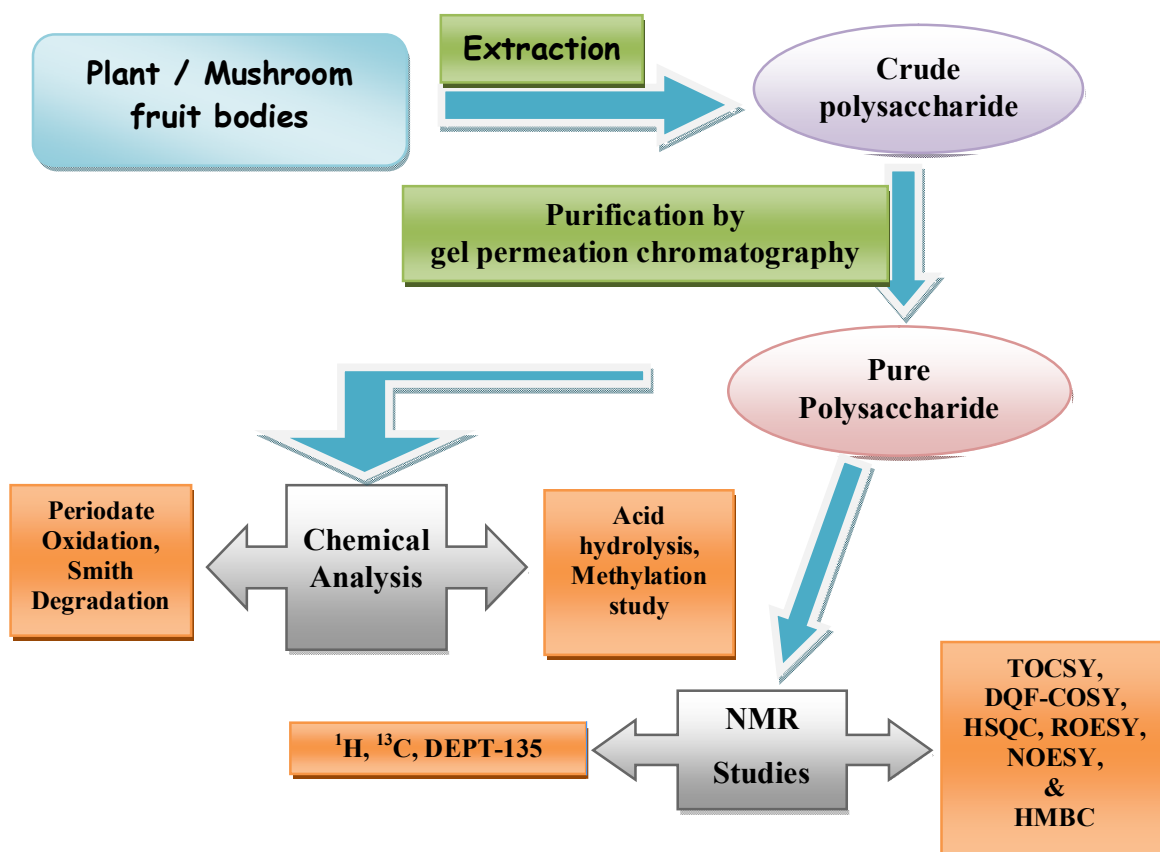 Plant / Mushroom
fruit bodies
Extraction
Crude
polysaccharide
Purification by
gel permeation chromatography
Pure
Polysaccharide
Periodate
Oxidation,
Smith
Degradation
Chemical
Analysis
Acid
hydrolysis,
Methylation
study
¹H, ¹³C, DEPT-135
NMR
Studies
TOCSY,
DQF-COSY,
HSQC, ROESY,
NOESY,
&
HMBC